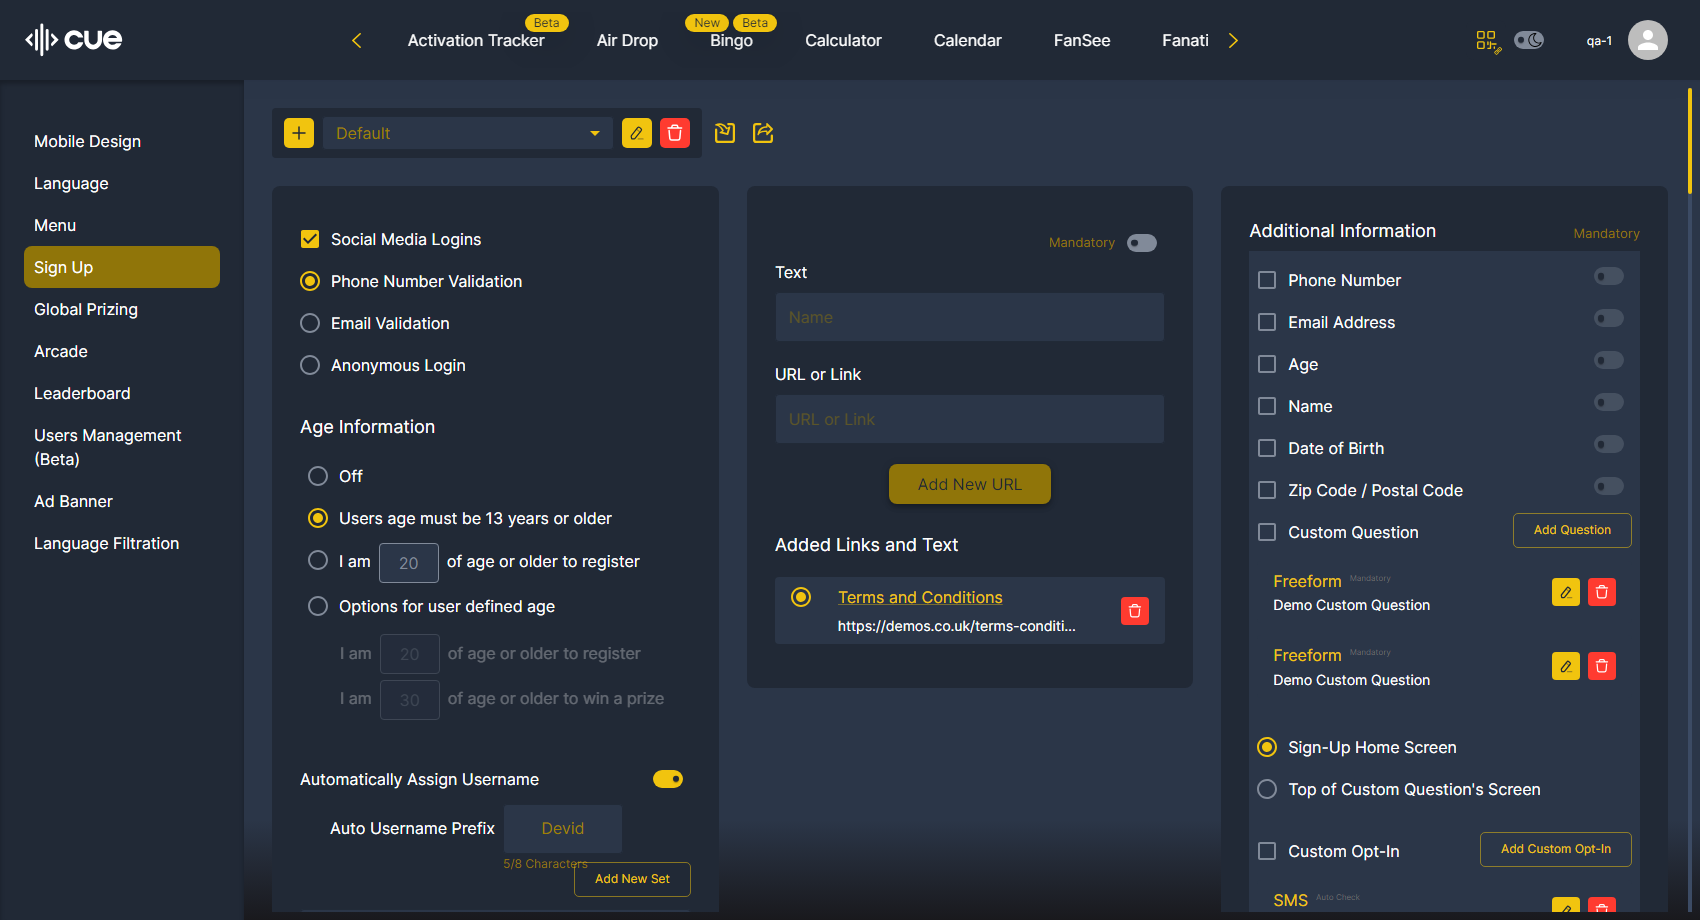 cue
Activation Tracker
Beta
Air Drop
New
Beta
Bingo
Calculator
Calendar
FanSee
Fanati
qa-1
Mobile Design
Language
Menu
Sign Up
Global Prizing
Arcade
Leaderboard
Users Management
(Beta)
Ad Banner
Language Filtration
Default
Social Media Logins
Phone Number Validation
Email Validation
Anonymous Login
Age Information
Off
Users age must be 13 years or older
I am 20 of age or older to register
Options for user defined age
I am 20 of age or older to register
I am 30 of age or older to win a prize
Automatically Assign Username
Auto Username Prefix Devid
5/8 Characters
Add New Set
Mandatory
Text
Name
URL or Link
URL or Link
Add New URL
Added Links and Text
Terms and Conditions
https://demos.co.uk/terms-conditi...
Additional Information Mandatory
Phone Number
Email Address
Age
Name
Date of Birth
Zip Code / Postal Code
Custom Question Add Question
Freeform Mandatory
Demo Custom Question
Freeform Mandatory
Demo Custom Question
Sign-Up Home Screen
Top of Custom Question's Screen
Custom Opt-In Add Custom Opt-In
SMS Auto Check